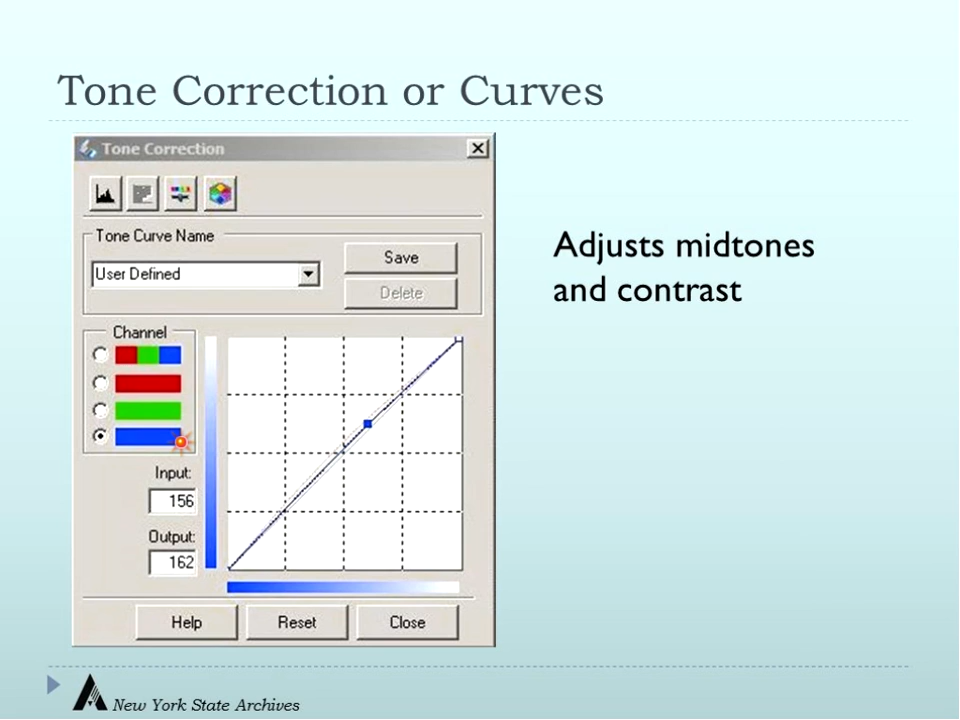 Tone Correction or Curves
Tone Correction
Tone Curve Name
User Defined
Save
Delete
Channel
Input:
156
Output:
162
Help
Reset
Close
Adjusts midtones
and contrast
New York State Archives